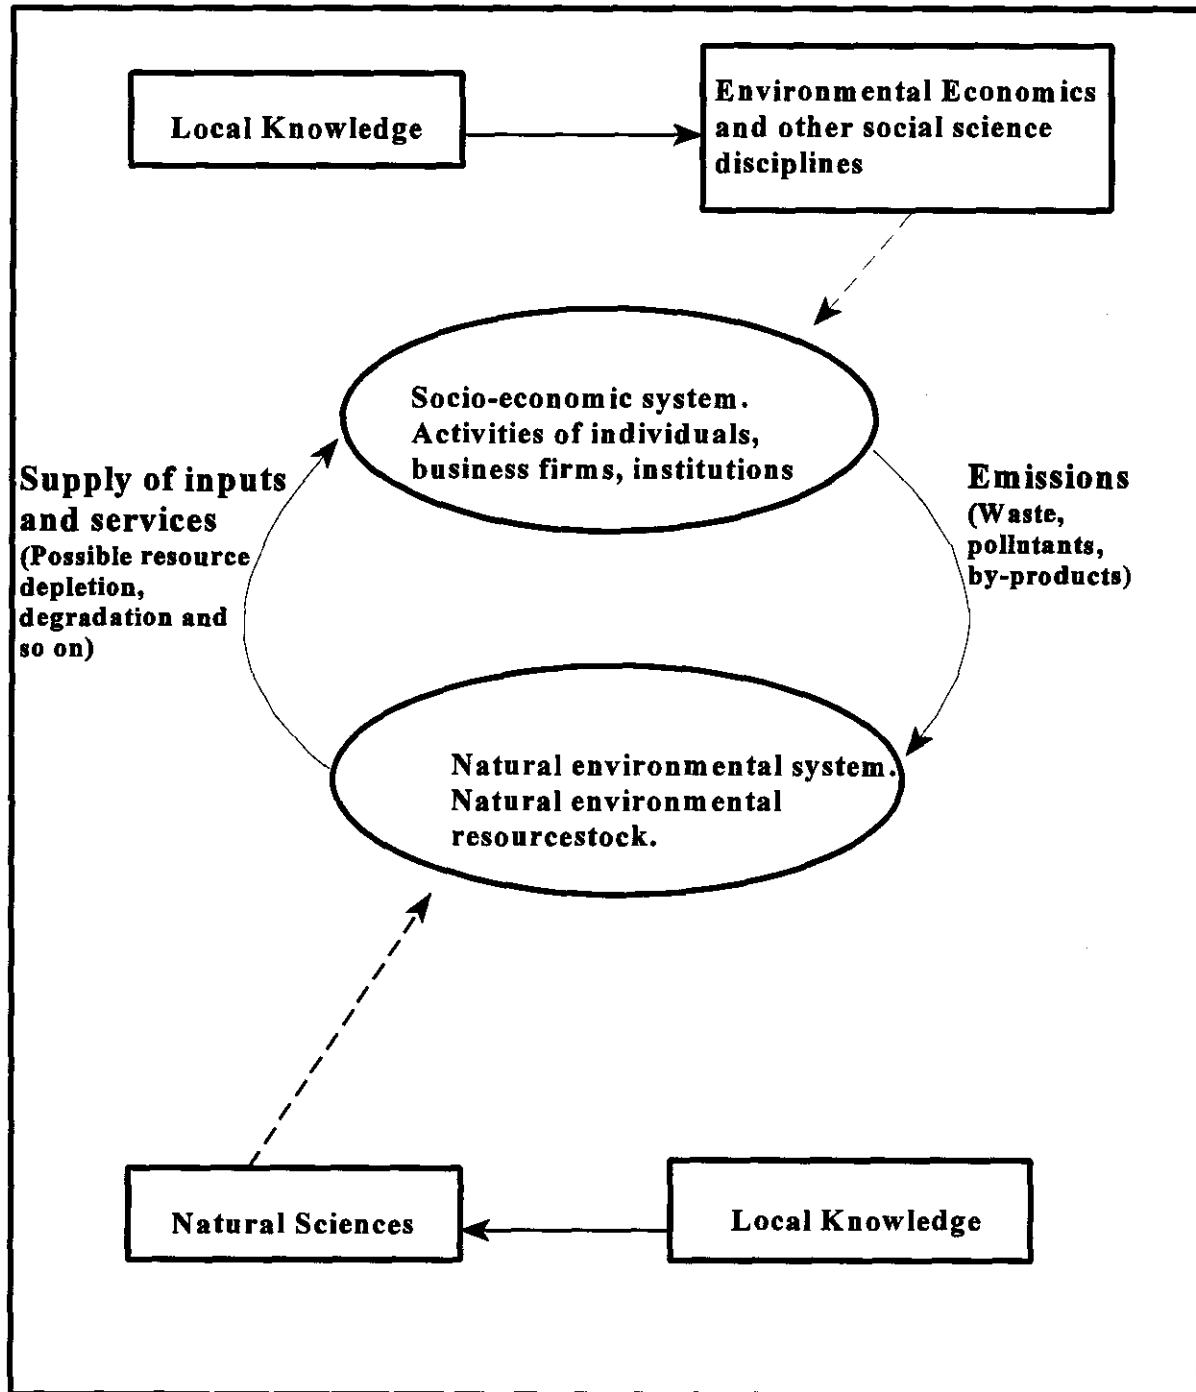 Local Knowledge
Environmental Economics
and other social science
disciplines
Socio-economic system.
Activities of individuals,
business firms, institutions
Supply of inputs
and services
(Possible resource
depletion,
degradation and
so on)
Emissions
(Waste,
pollutants,
by-products)
Natural environmental system.
Natural environmental
resourcestock.
Natural Sciences
Local Knowledge